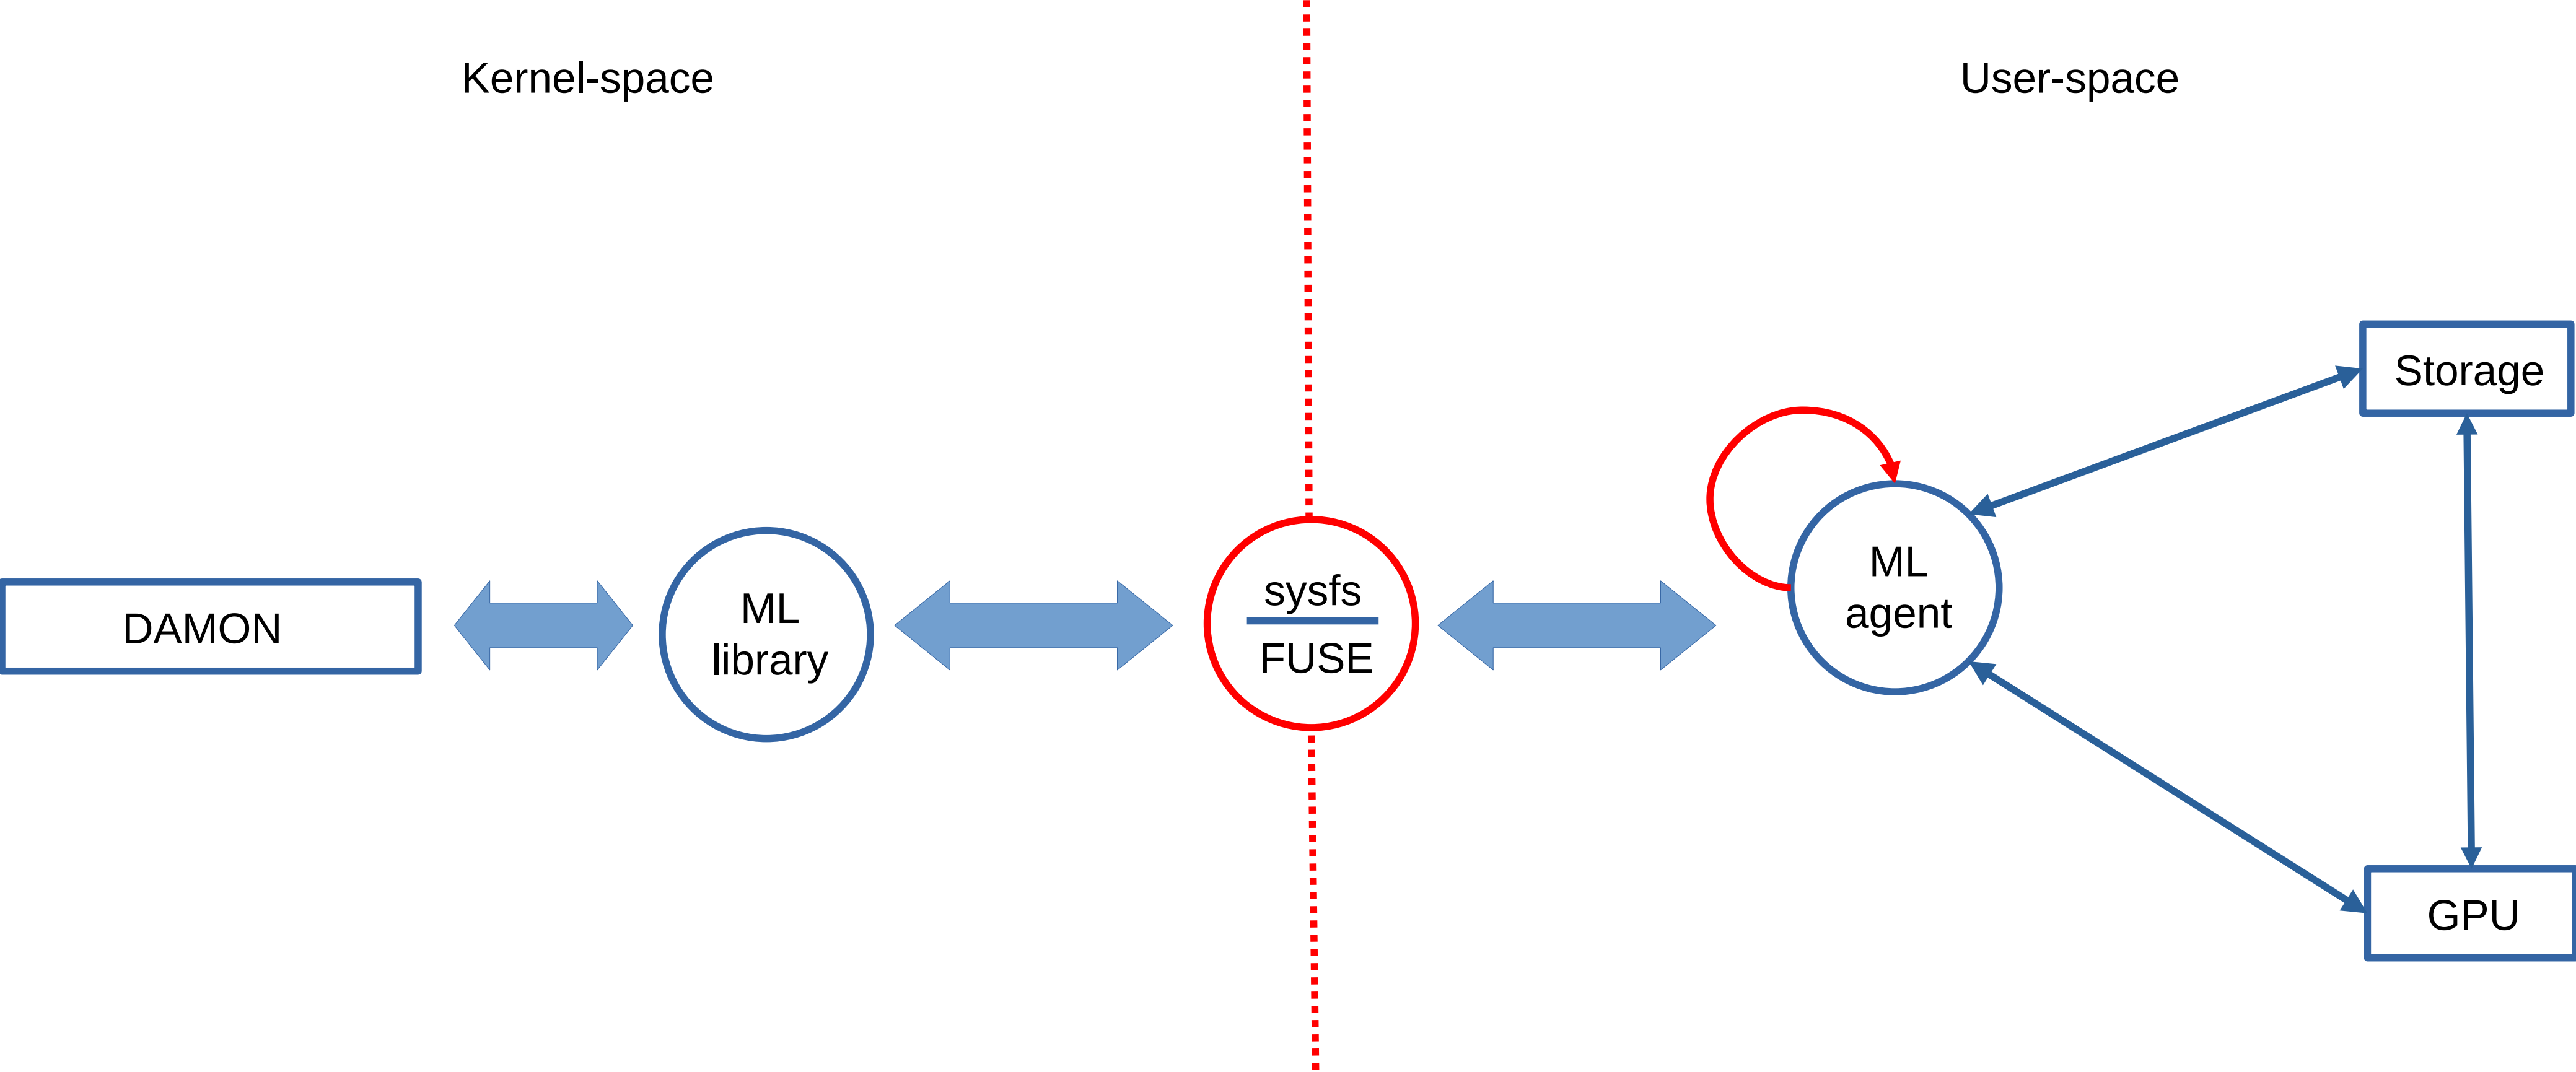 Kernel-space
User-space
DAMON
ML
library
sysfs
FUSE
ML
agent
Storage
GPU